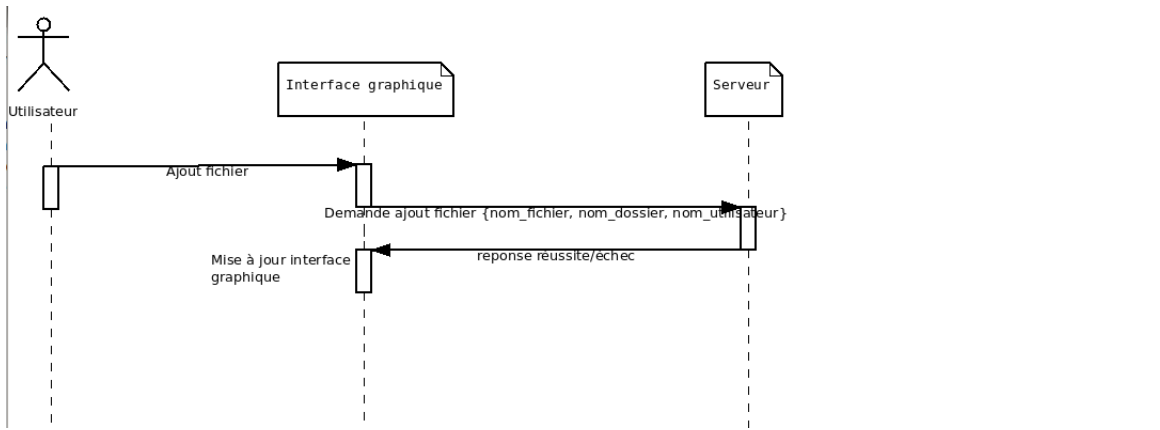 Interface graphique
Serveur
Utilisateur
Ajout fichier
Demande ajout fichier {nom_fichier, nom_dossier, nom_utilisateur}
reponse réussite/échec
Mise à jour interface
graphique